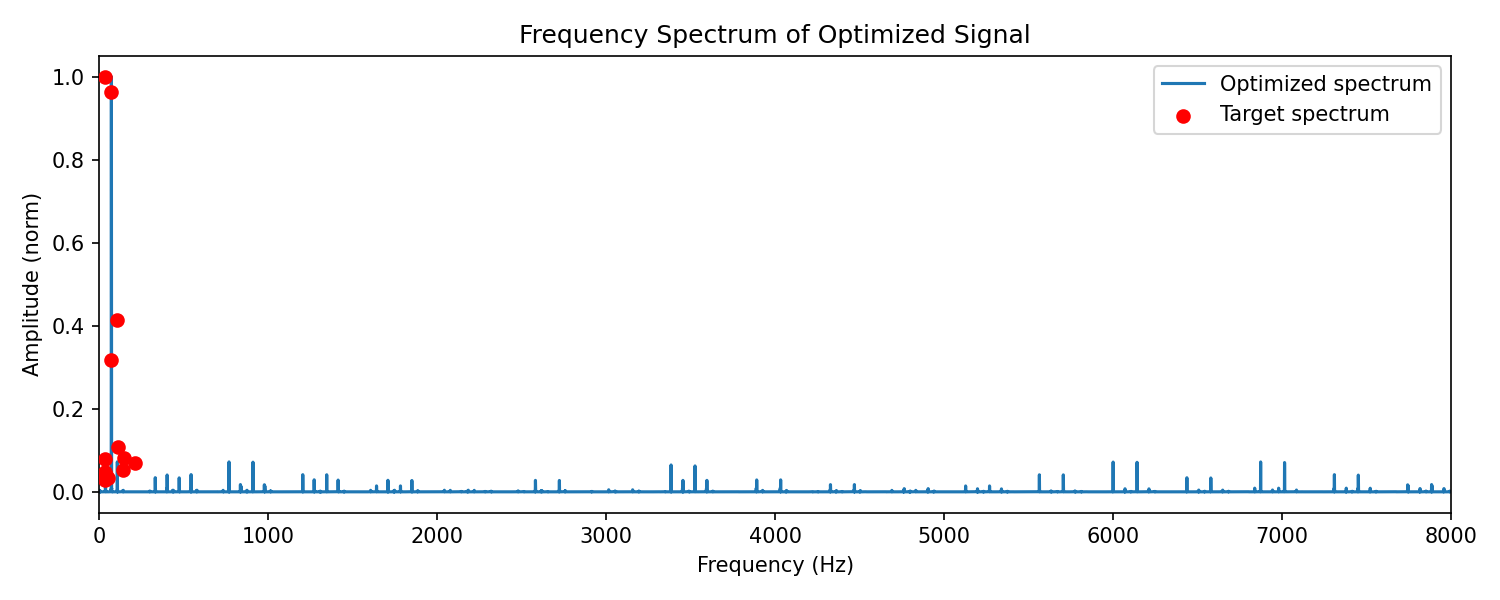 Frequency Spectrum of Optimized Signal
Optimized spectrum
Target spectrum
Amplitude (norm)
1.0
0.8
0.6
0.4
0.2
0.0
0 1000 2000 3000 4000 5000 6000 7000 8000
Frequency (Hz)